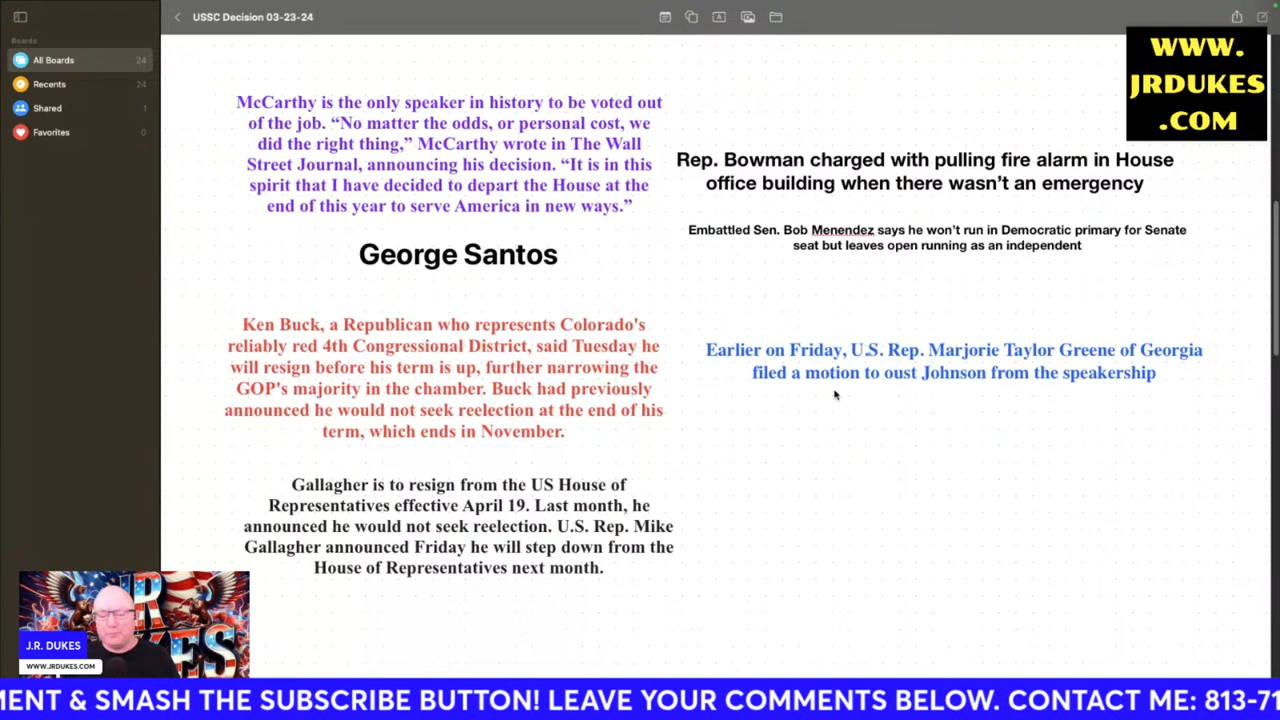 USSC Decision 03-23-24
Boards
All Boards 24
Recents 24
Shared 1
Favorites 0
WWW.
JRDUKES
.COM
McCarthy is the only speaker in history to be voted out
of the job. “No matter the odds, or personal cost, we
did the right thing,” McCarthy wrote in The Wall
Street Journal, announcing his decision. “It is in this
spirit that I have decided to depart the House at the
end of this year to serve America in new ways.”
George Santos
Ken Buck, a Republican who represents Colorado's
reliably red 4th Congressional District, said Tuesday he
will resign before his term is up, further narrowing the
GOP's majority in the chamber. Buck had previously
announced he would not seek reelection at the end of his
term, which ends in November.
Gallagher is to resign from the US House of
Representatives effective April 19. Last month, he
announced he would not seek reelection. U.S. Rep. Mike
Gallagher announced Friday he will step down from the
House of Representatives next month.
Rep. Bowman charged with pulling fire alarm in House
office building when there wasn’t an emergency
Embattled Sen. Bob Menendez says he won’t run in Democratic primary for Senate
seat but leaves open running as an independent
Earlier on Friday, U.S. Rep. Marjorie Taylor Greene of Georgia
filed a motion to oust Johnson from the speakership
J.R. DUKES
WWW.JRDUKES.COM
MENT & SMASH THE SUBSCRIBE BUTTON! LEAVE YOUR COMMENTS BELOW. CONTACT ME: 813-71